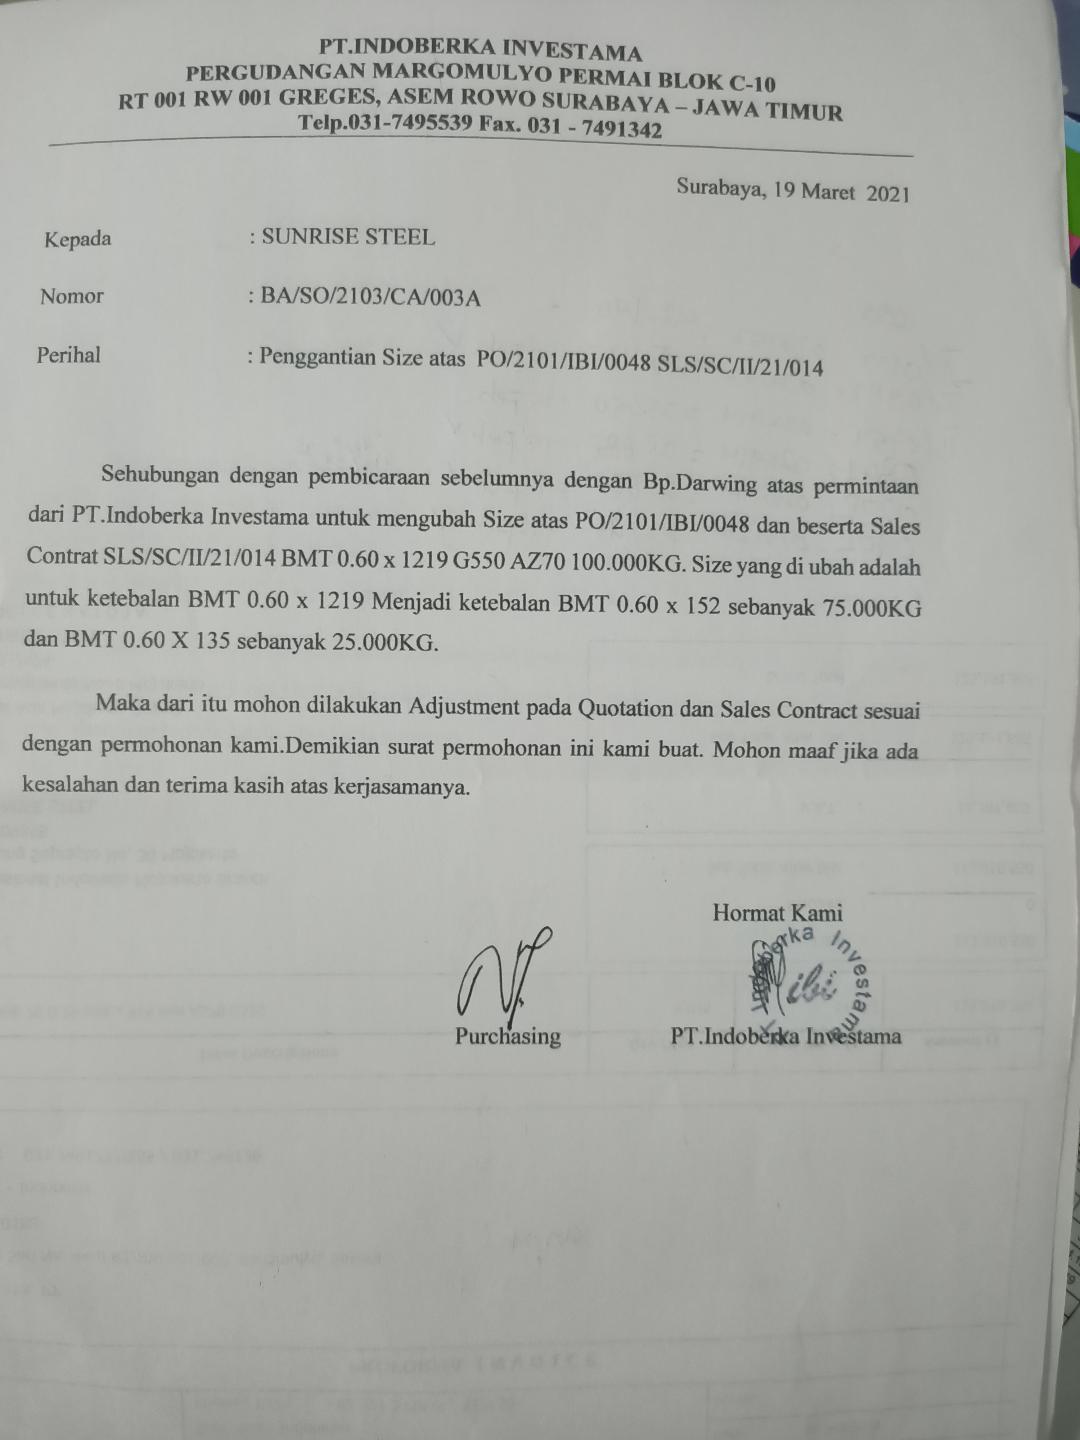 PT.INDOBERKA INVESTAMA
PERGUDANGAN MARGOMULYO PERMAI BLOK C-10
RT 001 RW 001 GREGES, ASEM ROWO SURABAYA – JAWA TIMUR
Telp.031-7495539 Fax. 031 - 7491342
Surabaya, 19 Maret 2021
Kepada : SUNRISE STEEL
Nomor : BA/SO/2103/CA/003A
Perihal : Penggantian Size atas PO/2101/IBI/0048 SLS/SC/II/21/014
Sehubungan dengan pembicaraan sebelumnya dengan Bp.Darwing atas permintaan
dari PT.Indoberka Investama untuk mengubah Size atas PO/2101/IBI/0048 dan beserta Sales
Contrat SLS/SC/II/21/014 BMT 0.60 x 1219 G550 AZ70 100.000KG. Size yang di ubah adalah
untuk ketebalan BMT 0.60 x 1219 Menjadi ketebalan BMT 0.60 x 152 sebanyak 75.000KG
dan BMT 0.60 X 135 sebanyak 25.000KG.
Maka dari itu mohon dilakukan Adjustment pada Quotation dan Sales Contract sesuai
dengan permohonan kami.Demikian surat permohonan ini kami buat. Mohon maaf jika ada
kesalahan dan terima kasih atas kerjasamanya.
Hormat Kami
Indoberka Investama
ibi
Purchasing PT.Indoberka Investama